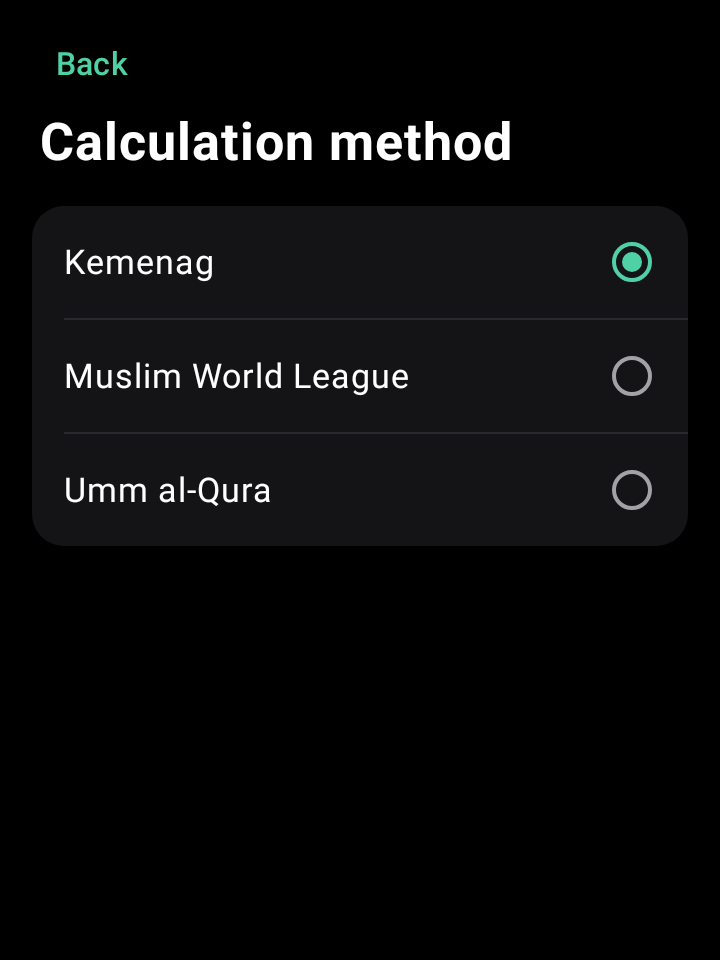 Back
Calculation method
Kemenag
Muslim World League
Umm al-Qura